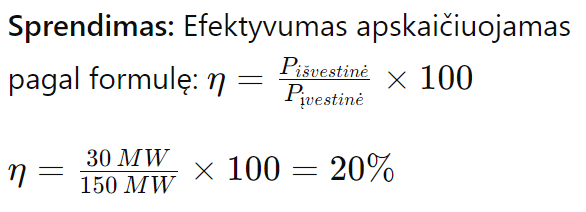 Sprendimas: Efektyvumas apskaičiuojamas
pagal formulę: η = P_išvestinė / P_įvestinė × 100
η = 30 MW / 150 MW × 100 = 20%